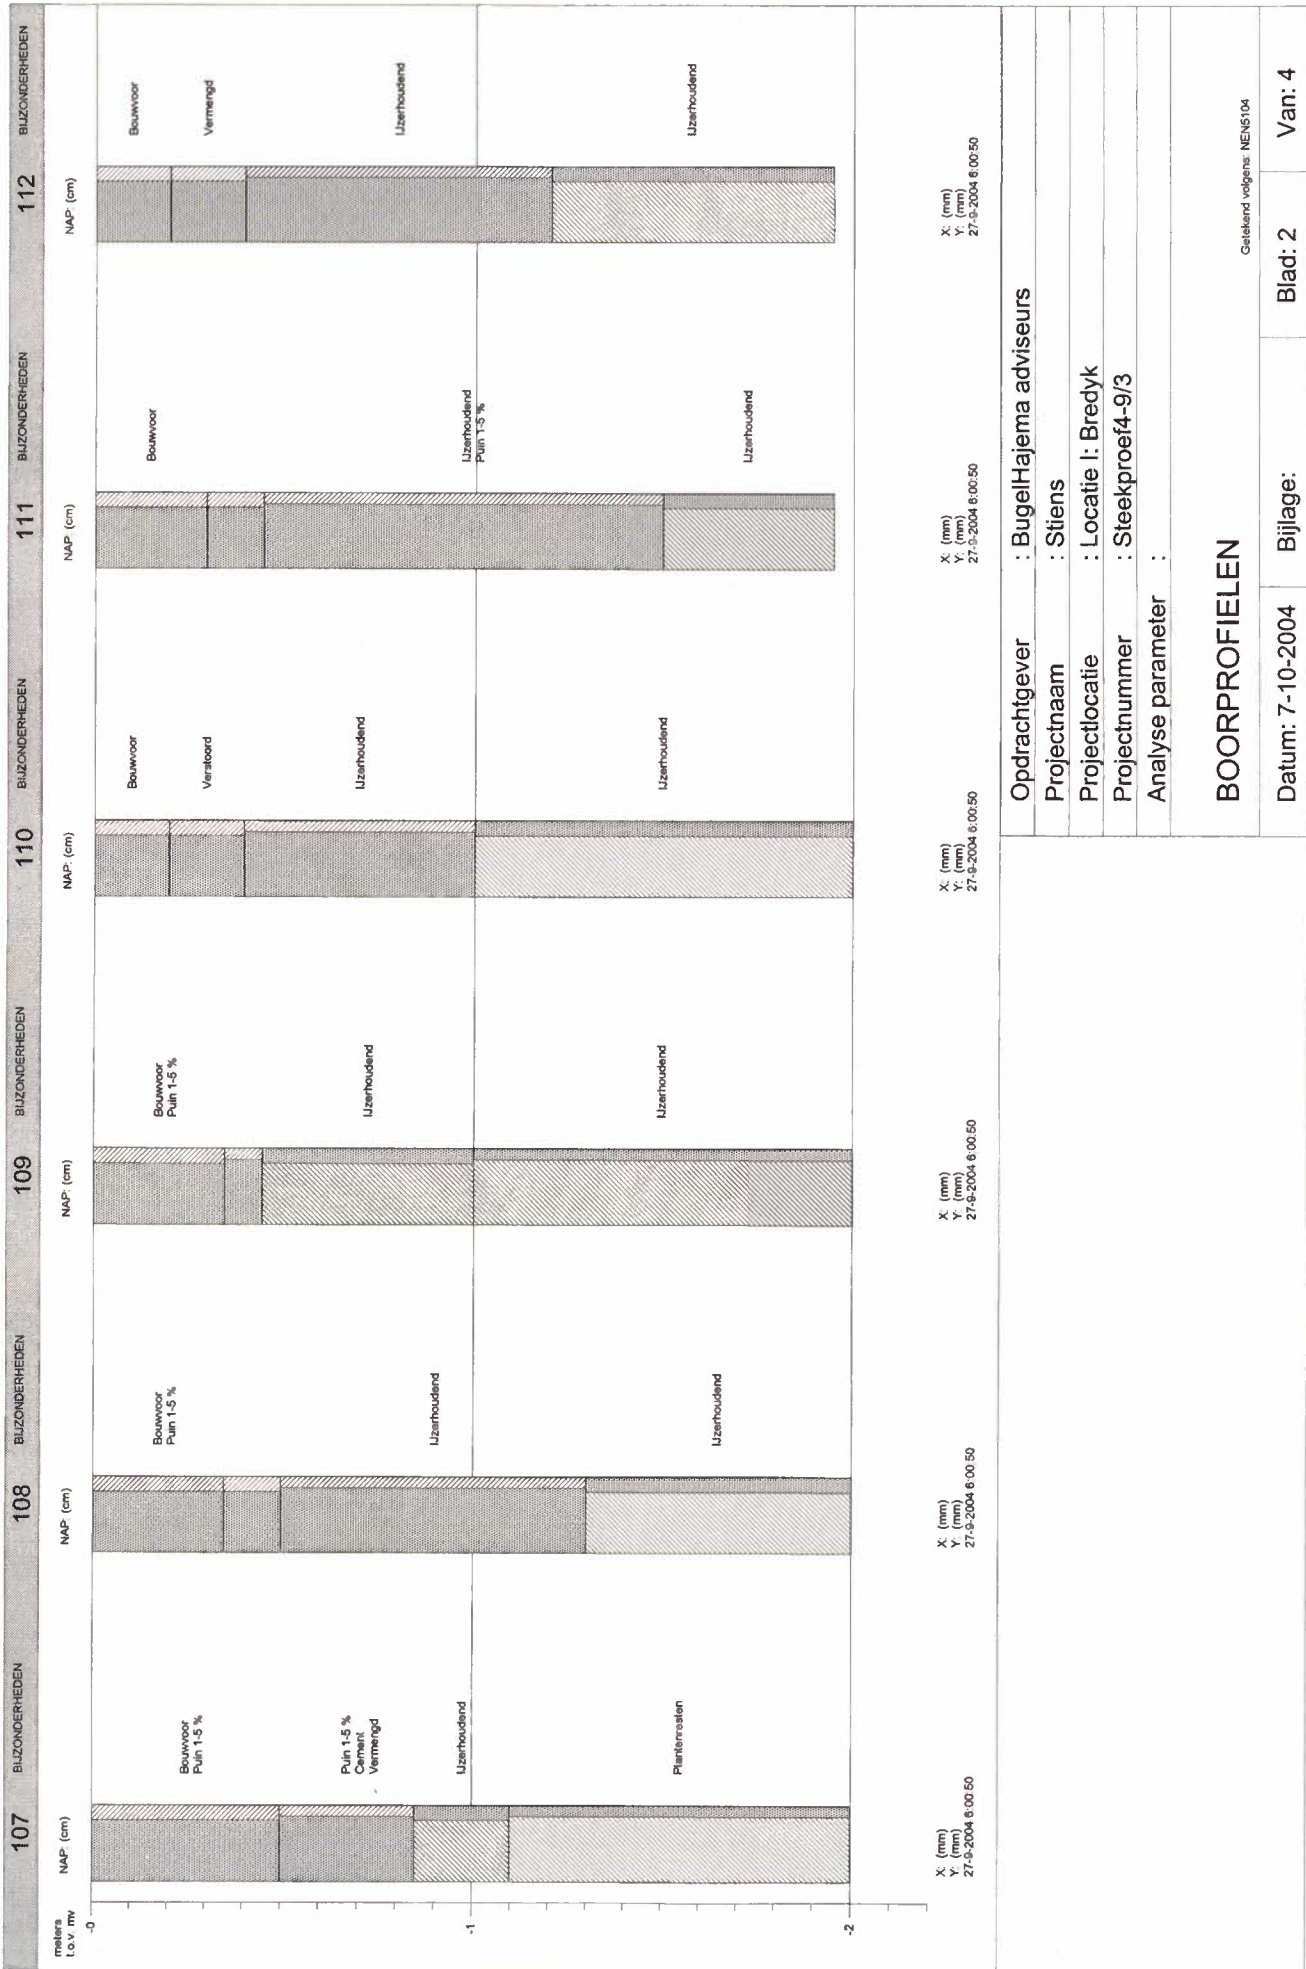 107 BIJZONDERHEDEN 108 BIJZONDERHEDEN 109 BIJZONDERHEDEN 110 BIJZONDERHEDEN 111 BIJZONDERHEDEN 112 BIJZONDERHEDEN
meters
t.o.v. mv
-0
-1
-2
NAP: (cm)
Bouwvoor
Puin 1-5 %
Puin 1-5 %
Cement
Vermengd
IJzerhoudend
Plantenresten
X: (mm)
Y: (mm)
27-9-2004 6:00:50
NAP: (cm)
Bouwvoor
Puin 1-5 %
IJzerhoudend
IJzerhoudend
X: (mm)
Y: (mm)
27-9-2004 6:00:50
NAP: (cm)
Bouwvoor
Puin 1-5 %
IJzerhoudend
IJzerhoudend
X: (mm)
Y: (mm)
27-9-2004 6:00:50
NAP: (cm)
Bouwvoor
Verstoord
IJzerhoudend
IJzerhoudend
X: (mm)
Y: (mm)
27-9-2004 6:00:50
NAP: (cm)
Bouwvoor
IJzerhoudend
Puin 1-5 %
IJzerhoudend
X: (mm)
Y: (mm)
27-9-2004 6:00:50
NAP: (cm)
Bouwvoor
Vermengd
IJzerhoudend
IJzerhoudend
X: (mm)
Y: (mm)
27-9-2004 6:00:50
Opdrachtgever : BugelHajema adviseurs
Projectnaam : Stiens
Projectlocatie : Locatie I: Bredyk
Projectnummer : Steekproef4-9/3
Analyse parameter :
BOORPROFIELEN
Getekend volgens: NEN5104
Datum: 7-10-2004 Bijlage: Blad: 2 Van: 4